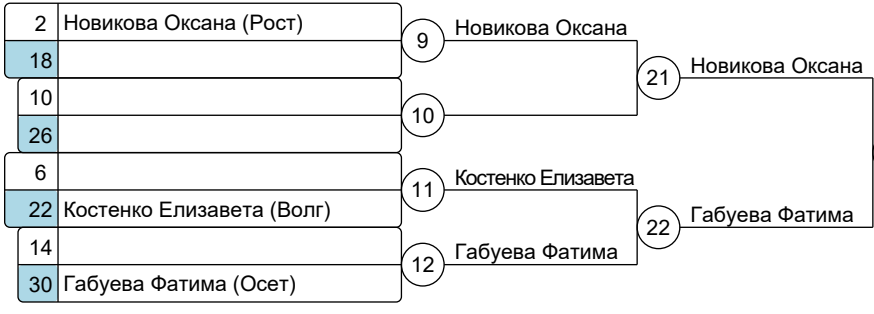 2 Новикова Оксана (Рост)
18
9 Новикова Оксана
10
26
10
21 Новикова Оксана
6
22 Костенко Елизавета (Волг)
11 Костенко Елизавета
14
30 Габуева Фатима (Осет)
12 Габуева Фатима
22 Габуева Фатима